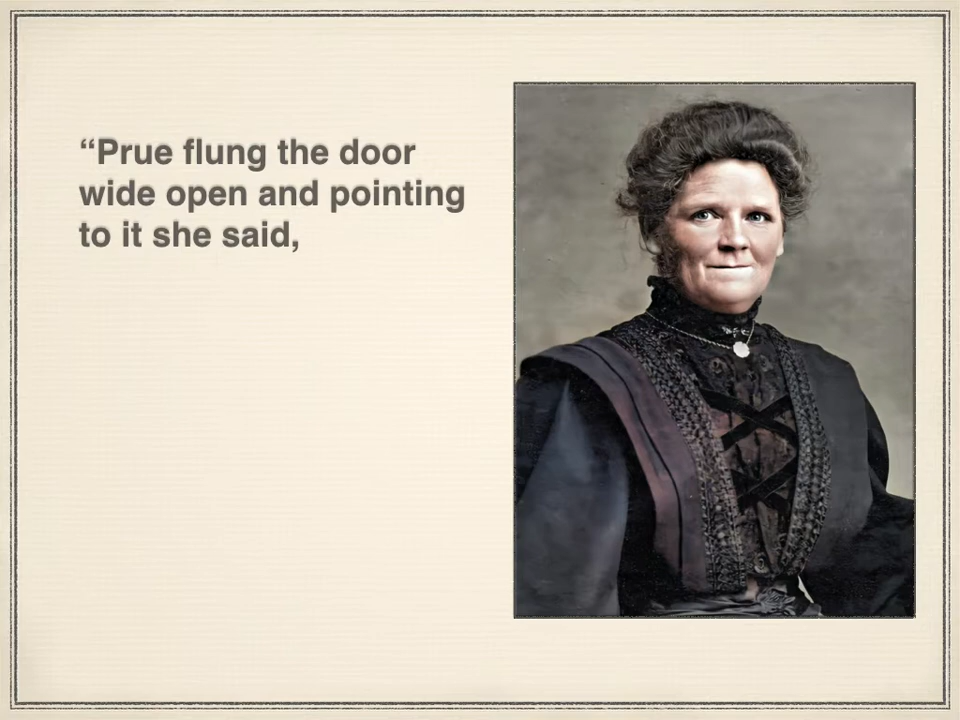 “Prue flung the door
wide open and pointing
to it she said,